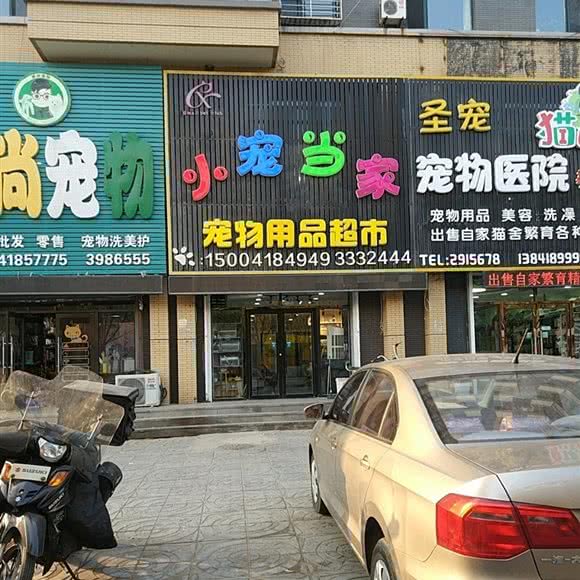 尚宠物
批发 零售 宠物洗美护
41857775 3986555
小宠当家
宠物用品超市
:15004184949 3332444
圣宠
猫
宠物医院
宠物用品 美容 洗澡
出售自家猫舍繁育各种
TEL:2915678 138418999
出售自家繁育精
SUZUKI